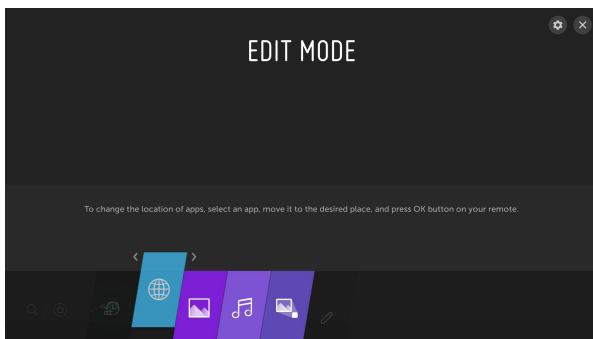 EDIT MODE
To change the location of apps, select an app, move it to the desired place, and press OK button on your remote.